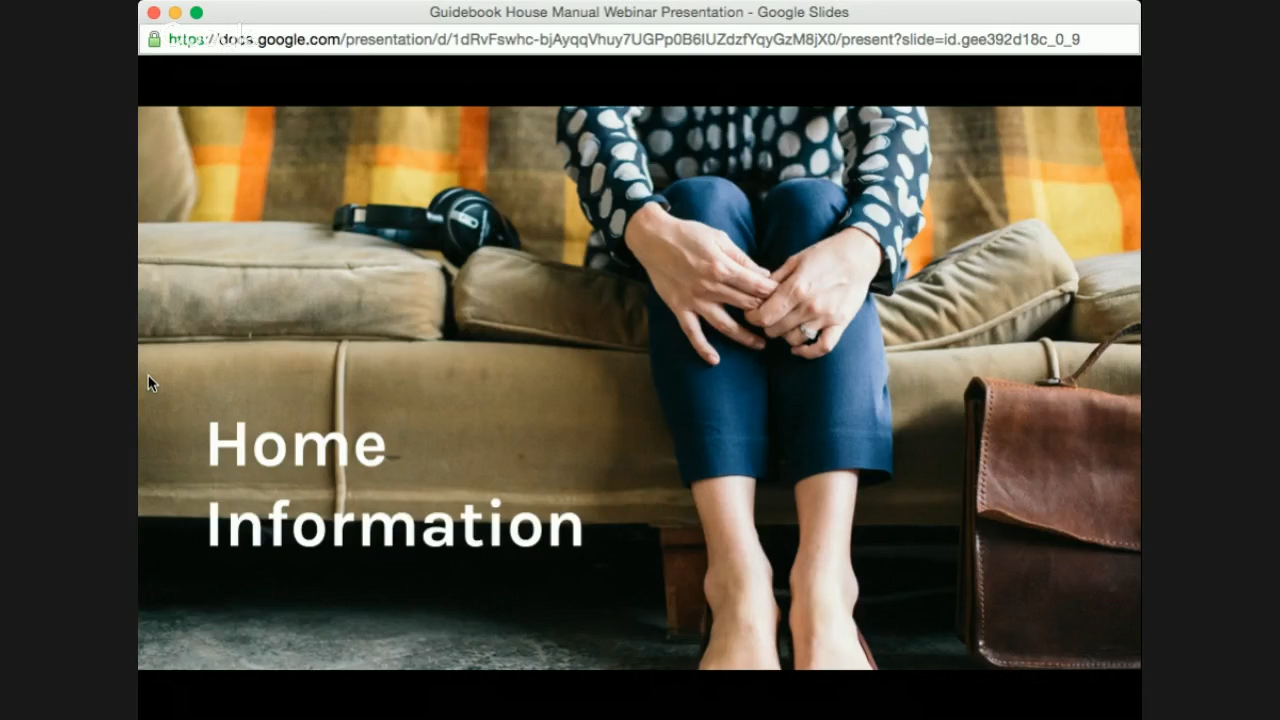 Guidebook House Manual Webinar Presentation - Google Slides
https://docs.google.com/presentation/d/1dRvFswhc-bjAyqqVhuy7UGPp0B6IUZdzfYqyGzM8jX0/present?slide=id.gee392d18c_0_9
Home
Information